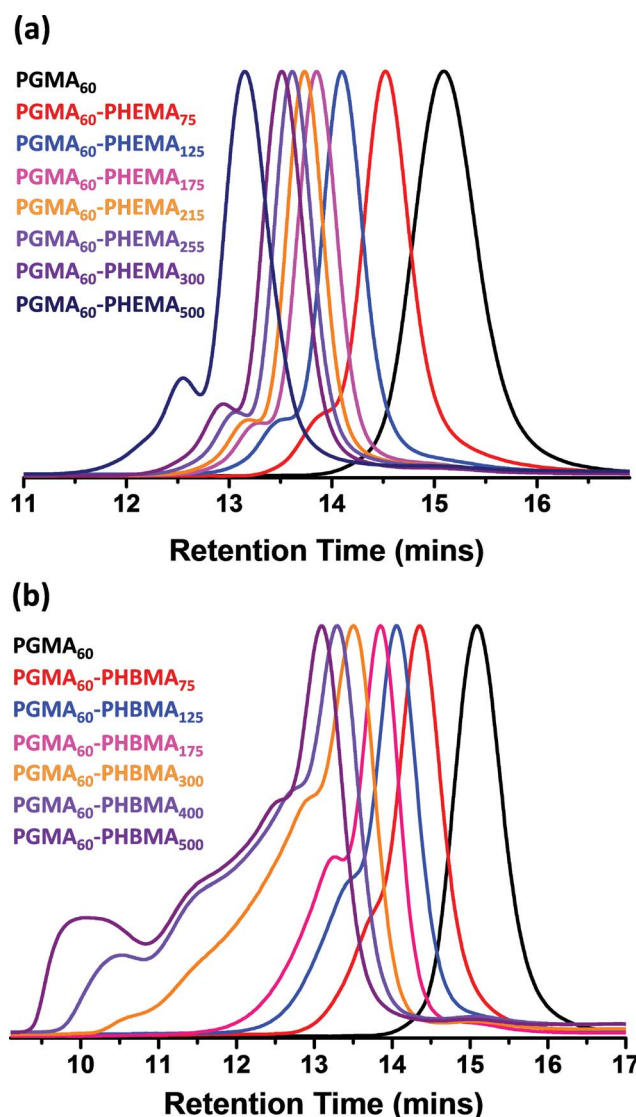 (a)
PGMA₆₀
PGMA₆₀-PHEMA₇₅
PGMA₆₀-PHEMA₁₂₅
PGMA₆₀-PHEMA₁₇₅
PGMA₆₀-PHEMA₂₁₅
PGMA₆₀-PHEMA₂₅₅
PGMA₆₀-PHEMA₃₀₀
PGMA₆₀-PHEMA₅₀₀
11 12 13 14 15 16
Retention Time (mins)
(b)
PGMA₆₀
PGMA₆₀-PHBMA₇₅
PGMA₆₀-PHBMA₁₂₅
PGMA₆₀-PHBMA₁₇₅
PGMA₆₀-PHBMA₃₀₀
PGMA₆₀-PHBMA₄₀₀
PGMA₆₀-PHBMA₅₀₀
10 11 12 13 14 15 16 17
Retention Time (mins)